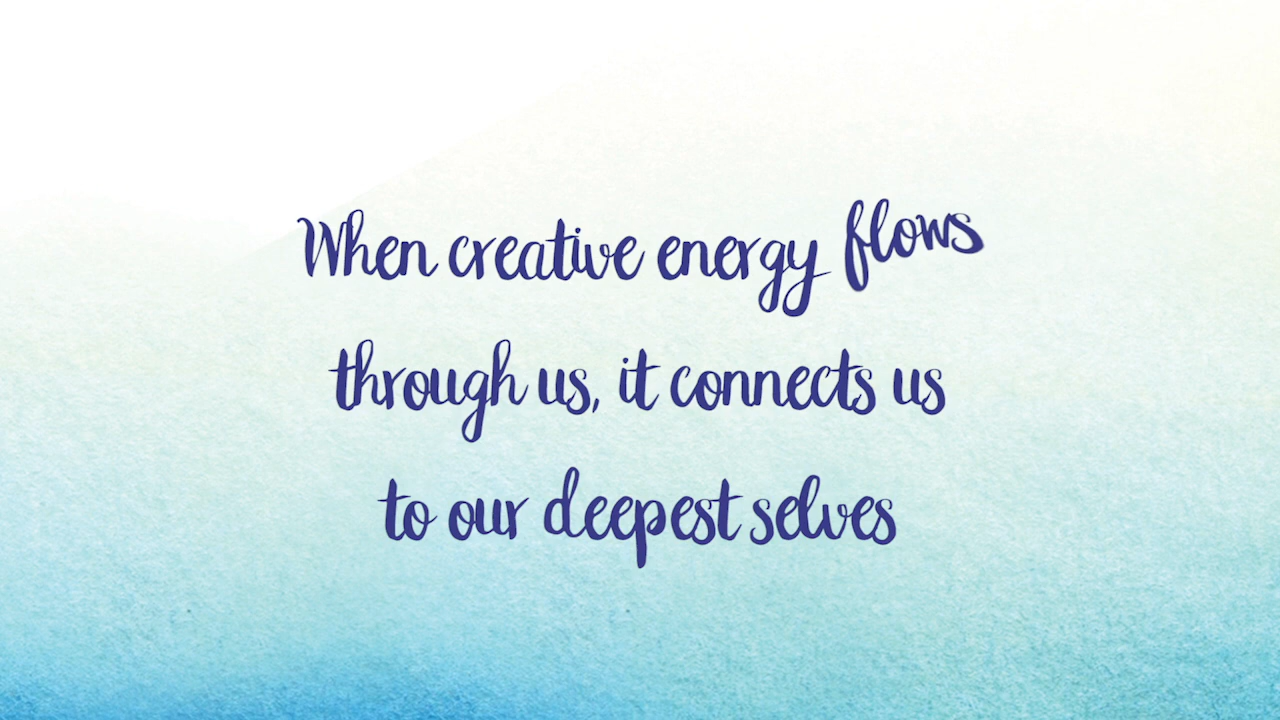 When creative energy flows
through us, it connects us
to our deepest selves